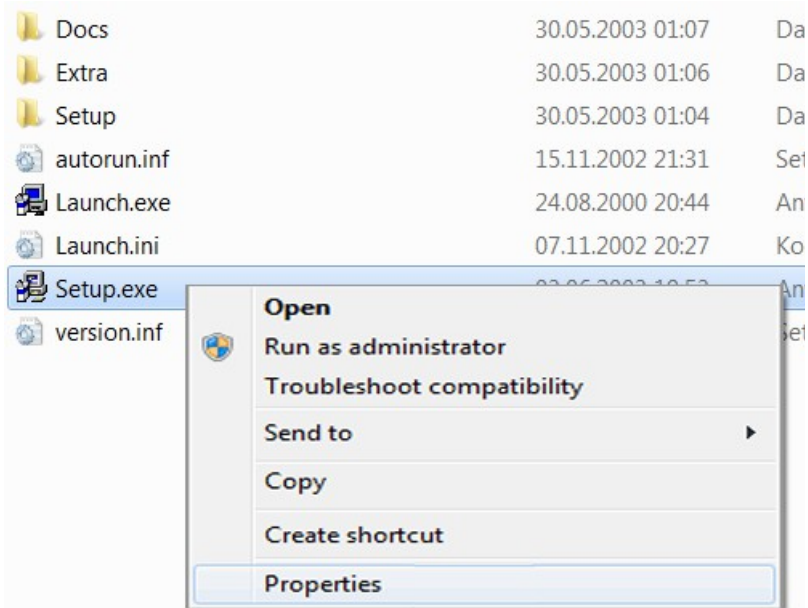 Docs 30.05.2003 01:07 Da
Extra 30.05.2003 01:06 Da
Setup 30.05.2003 01:04 Da
autorun.inf 15.11.2002 21:31 Set
Launch.exe 24.08.2000 20:44 An
Launch.ini 07.11.2002 20:27 Ko
Setup.exe An
Open
version.inf Set
Run as administrator
Troubleshoot compatibility
Send to
Copy
Create shortcut
Properties